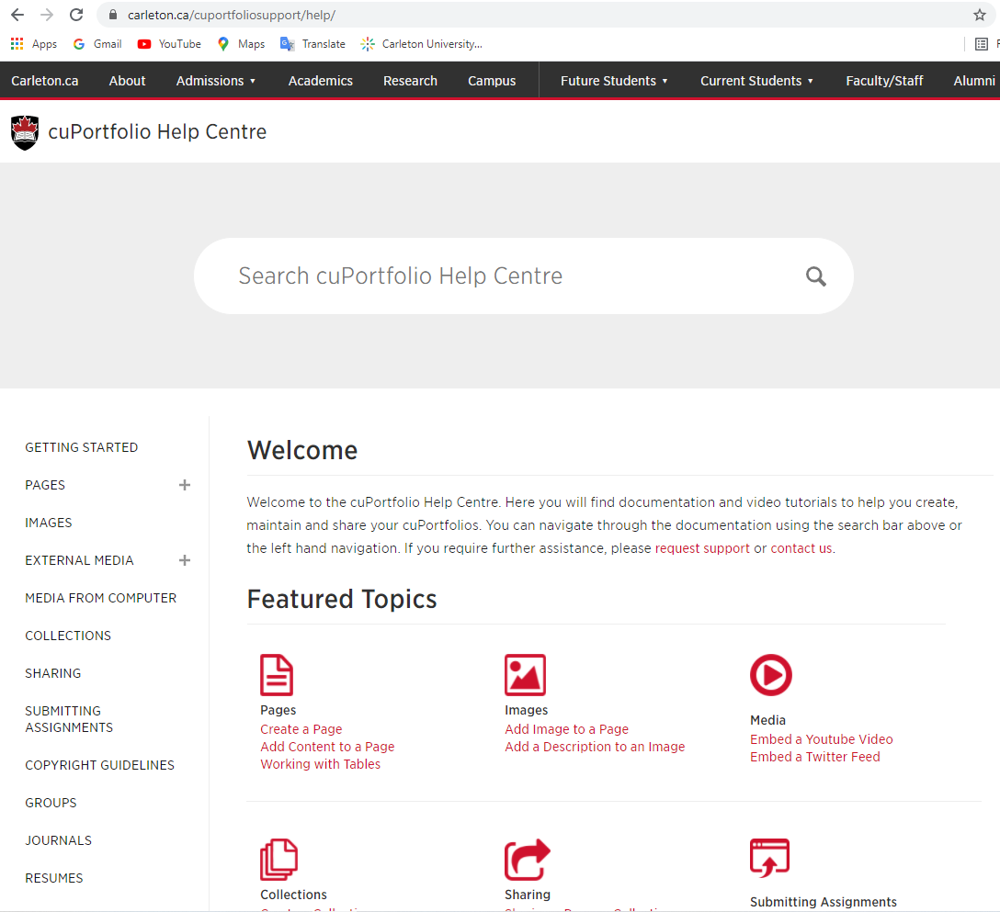 carleton.ca/cuportfoliosupport/help/
Apps Gmail YouTube Maps Translate Carleton University...
Carleton.ca About Admissions Academics Research Campus Future Students Current Students Faculty/Staff Alumni
cuPortfolio Help Centre
Search cuPortfolio Help Centre
GETTING STARTED
PAGES
IMAGES
EXTERNAL MEDIA
MEDIA FROM COMPUTER
COLLECTIONS
SHARING
SUBMITTING
ASSIGNMENTS
COPYRIGHT GUIDELINES
GROUPS
JOURNALS
RESUMES
Welcome
Welcome to the cuPortfolio Help Centre. Here you will find documentation and video tutorials to help you create,
maintain and share your cuPortfolios. You can navigate through the documentation using the search bar above or
the left hand navigation. If you require further assistance, please request support or contact us.
Featured Topics
Pages
Create a Page
Add Content to a Page
Working with Tables
Images
Add Image to a Page
Add a Description to an Image
Media
Embed a Youtube Video
Embed a Twitter Feed
Collections
Sharing
Submitting Assignments